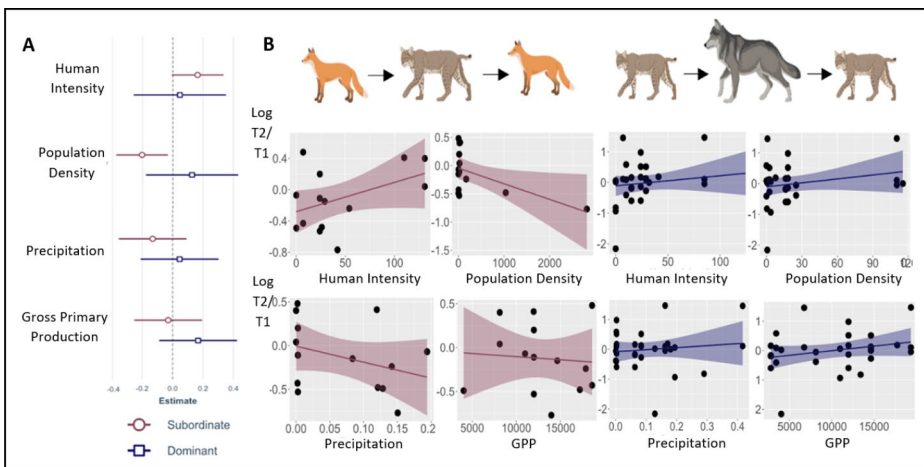 A
B
Human
Intensity
Population
Density
Precipitation
Gross Primary
Production
-0.4 -0.2 0.0 0.2 0.4
Estimate
Subordinate
Dominant
Log
T2/
T1
0.4
0.0
-0.4
-0.8
0 50 100
Human Intensity
0.5
0.0
-0.5
-1.0
-1.5
0 1000 2000
Population Density
1
0
-1
-2
0 50 100
Human Intensity
1
0
-1
-2
0 30 60 90 120
Population Density
Log
T2/
T1
0.5
0.0
-0.5
0.00 0.05 0.10 0.15 0.2
Precipitation
0.5
0.0
-0.5
5000 10000 15000
GPP
1
0
1
2
0.0 0.1 0.2 0.3 0.4
Precipitation
1
0
1
2
5000 10000 15000
GPP